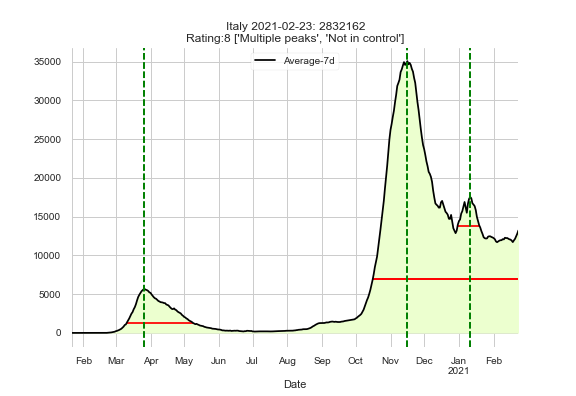 Italy 2021-02-23: 2832162
Rating:8 ['Multiple peaks', 'Not in control']
Average-7d
35000
30000
25000
20000
15000
10000
5000
0
Feb Mar Apr May Jun Jul Aug Sep Oct Nov Dec Jan Feb
2021
Date